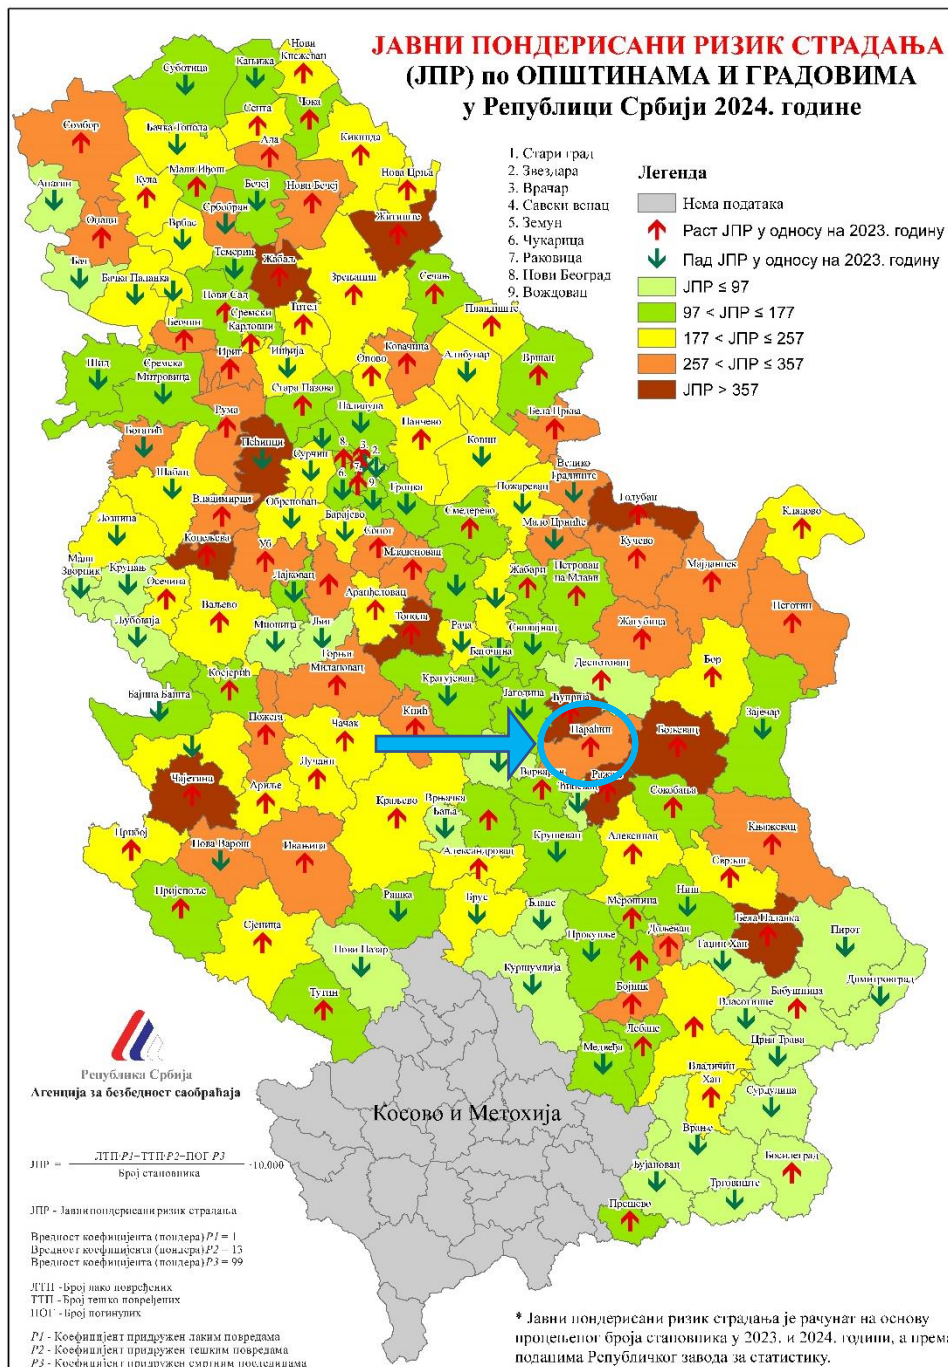 ЈАВНИ ПОНДЕРИСАНИ РИЗИК СТРАДАЊА
(ЈПР) по ОПШТИНАМА И ГРАДОВИМА
у Републици Србији 2024. године
1. Стари град
2. Звездара
3. Врачар
4. Савски венац
5. Земун
6. Чукарица
7. Раковица
8. Нови Београд
9. Вождовац
Легенда
Нема података
Раст ЈПР у односу на 2023. годину
Пад ЈПР у односу на 2023. годину
ЈПР ≤ 97
97 < ЈПР ≤ 177
177 < ЈПР ≤ 257
257 < ЈПР ≤ 357
ЈПР > 357
Суботица
Кањижа
Нови
Кнежевац
Сомбор
Бачка Топола
Сента
Чока
Кикинда
Ада
Апатин
Кула
Мали Иђош
Бечеј
Нови Бечеј
Нова Црња
Оџаци
Врбас
Србобран
Житиште
Бач
Бачка Паланка
Темерин
Жабаљ
Зрењанин
Сечањ
Нови Сад
Сремски
Карловци
Тител
Пландиште
Беочин
Ириг
Инђија
Опово
Ковачица
Алибунар
Вршац
Шид
Сремска
Митровица
Стара Пазова
Палилула
Панчево
Бела Црква
Рума
Богатић
Пећинци
Сурчин
8.
3.
2.
7.
6.
9.
Ковин
Велико
Градиште
Шабац
Гроцка
Пожаревац
Голубац
Кладово
Владимирци
Обреновац
Барајево
Смедерево
Мало Црниће
Кучево
Лозница
Коцељева
Уб
Сопот
Младеновац
Мајданпек
Мали
Зворник
Крупањ
Осечина
Лајковац
Жабари
Петровац
на Млави
Неготин
Ваљево
Аранђеловац
Топола
Жагубица
Љубовија
Мионица
Љиг
Рача
Свилајнац
Баточина
Деспотовац
Бор
Горњи
Милановац
Бајина Башта
Косјерић
Крагујевац
Јагодина
Ћуприја
Зајечар
Пожега
Чачак
Кнић
Параћин
Бољевац
Чајетина
Лучани
Варварин
Ражањ
Ћићевац
Сокобања
Ариље
Краљево
Врњачка
Бања
Прибој
Нова Варош
Ивањица
Александровац
Крушевац
Алексинац
Књажевац
Сврљиг
Пријепоље
Рашка
Брус
Блаце
Мерошина
Ниш
Бела Паланка
Сјеница
Прокупље
Дољевац
Гаџин Хан
Пирот
Нови Пазар
Куршумлија
Димитровград
Тутин
Бојник
Власотинце
Бабушница
Лебане
Медвеђа
Црна Трава
Владичин
Хан
Сурдулица
Врање
Босилеград
Бујановац
Трговиште
Прешево
Косово и Метохија
Република Србија
Агенција за безбедност саобраћаја
ЈПР =
Број становника
·10.000
ЈПР - Јавни пондерисани ризик страдања
Вредност коефицијента (пондера) P1 = 1
Вредност коефицијента (пондера) P2 = 13
Вредност коефицијента (пондера) P3 = 99
ЛТП - Број лако повређених
ТТП - Број тешко повређених
ПОГ - Број погинулих
P1 - Коефицијент придружен лаким повредама
P2 - Коефицијент придружен тешким повредама
P3 - Коефицијент придружен смртним последицама
* Јавни пондерисани ризик страдања је рачунат на основу
процењеног броја становника у 2023. и 2024. години, а према
подацима Републичког завода за статистику.